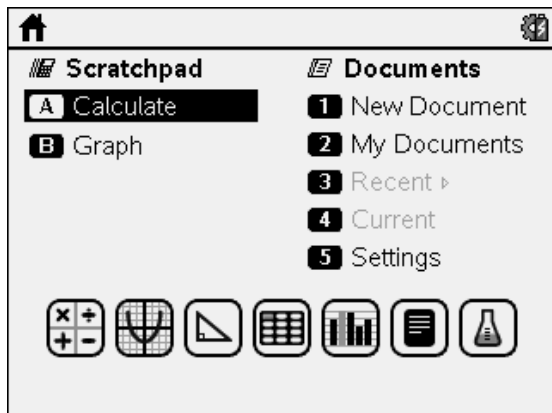 Scratchpad
A Calculate
B Graph
Documents
1 New Document
2 My Documents
3 Recent ▹
4 Current
5 Settings